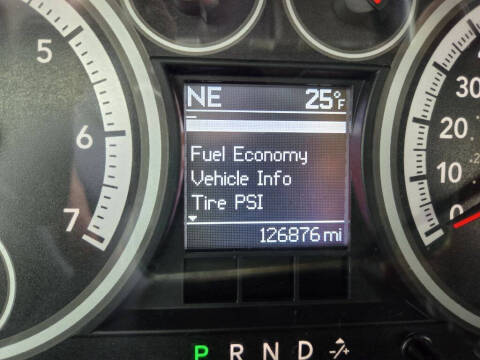 NE 25°F
Fuel Economy
Vehicle Info
Tire PSI
126876 mi
5
6
7
30
20
10
0
P R N D -/+